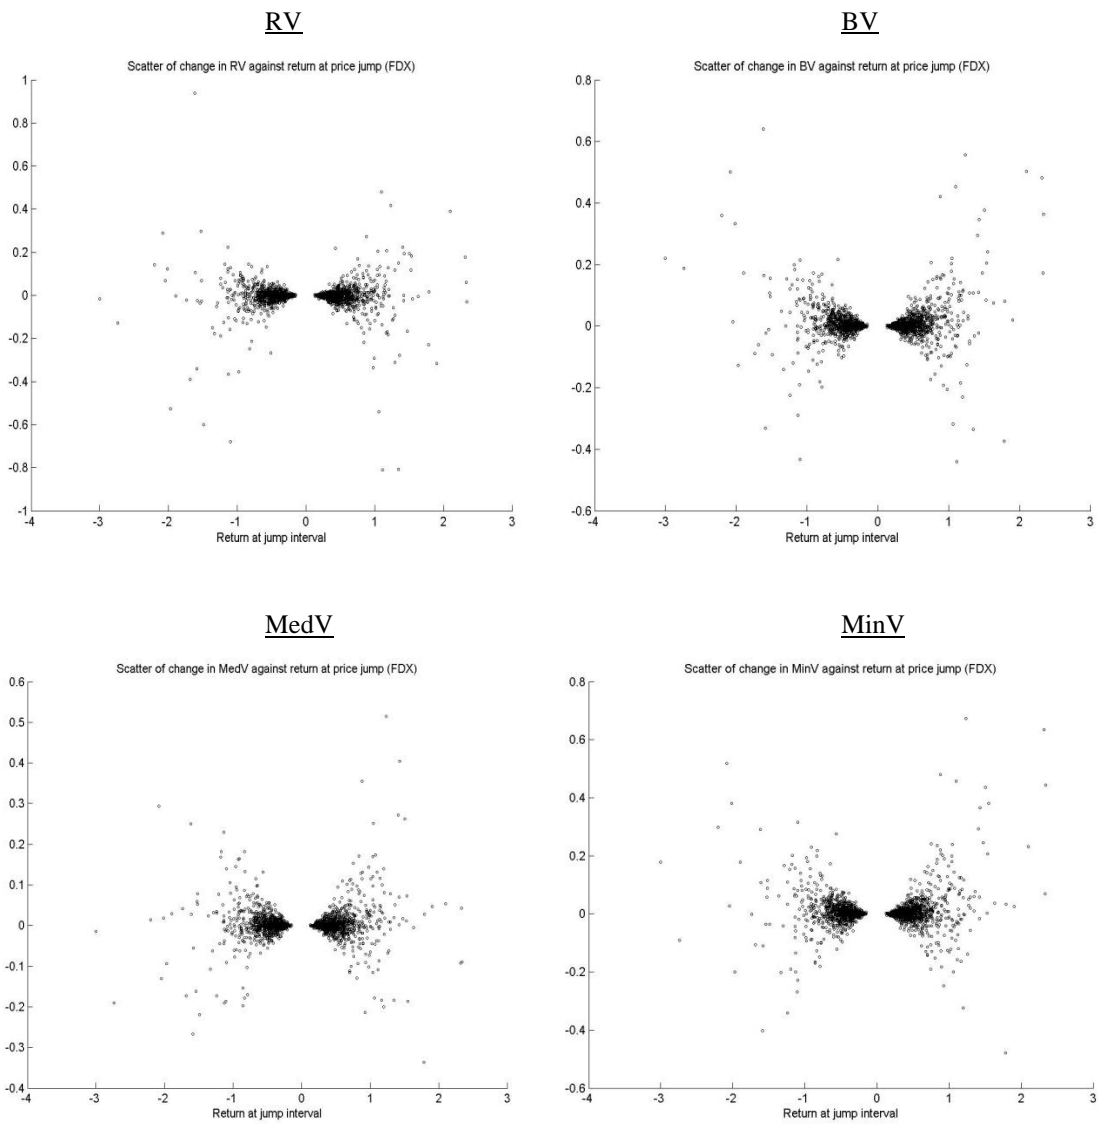 RV
Scatter of change in RV against return at price jump (FDX)
1
0.8
0.6
0.4
0.2
0
-0.2
-0.4
-0.6
-0.8
-1
-4 -3 -2 -1 0 1 2 3
Return at jump interval
BV
Scatter of change in BV against return at price jump (FDX)
0.8
0.6
0.4
0.2
0
-0.2
-0.4
-0.6
-4 -3 -2 -1 0 1 2 3
Return at jump interval
MedV
Scatter of change in MedV against return at price jump (FDX)
0.6
0.5
0.4
0.3
0.2
0.1
0
-0.1
-0.2
-0.3
-0.4
-4 -3 -2 -1 0 1 2 3
Return at jump interval
MinV
Scatter of change in MinV against return at price jump (FDX)
0.8
0.6
0.4
0.2
0
-0.2
-0.4
-0.6
-4 -3 -2 -1 0 1 2 3
Return at jump interval